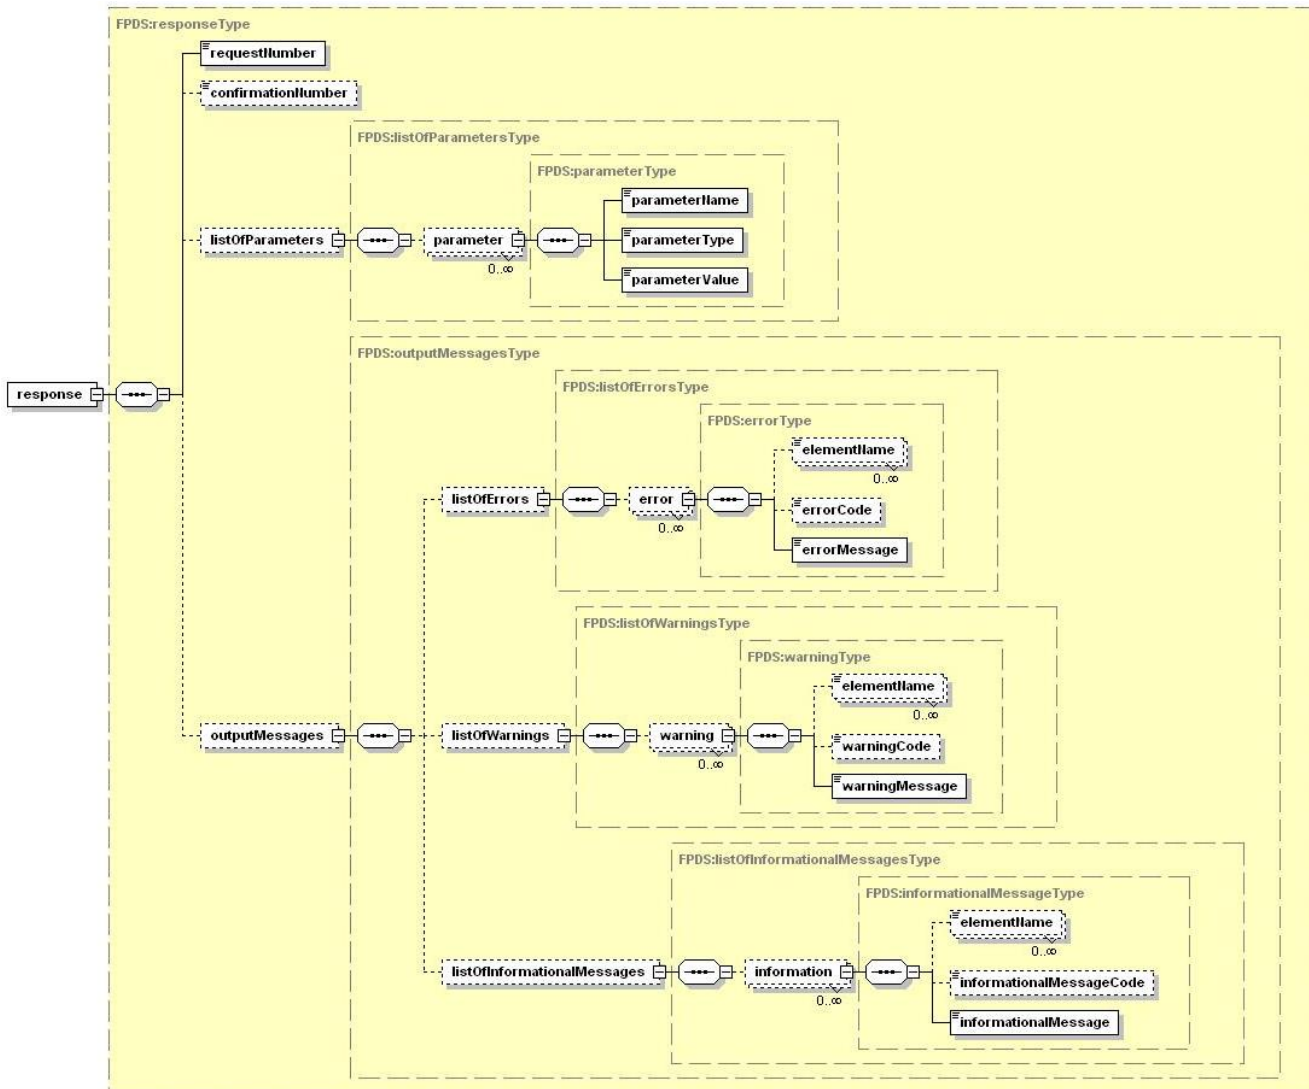 FPDS:responseType
requestNumber
confirmationNumber
FPDS:listOfParametersType
FPDS:parameterType
parameterName
listOfParameters
parameter
parameterType
0..∞
parameterValue
FPDS:outputMessagesType
response
FPDS:listOfErrorsType
FPDS:errorType
elementName
0..∞
listOfErrors
error
errorCode
0..∞
errorMessage
FPDS:listOfWarningsType
FPDS:warningType
elementName
0..∞
outputMessages
listOfWarnings
warning
warningCode
0..∞
warningMessage
FPDS:listOfInformationalMessagesType
FPDS:informationalMessageType
elementName
0..∞
listOfInformationalMessages
information
informationalMessageCode
0..∞
informationalMessage